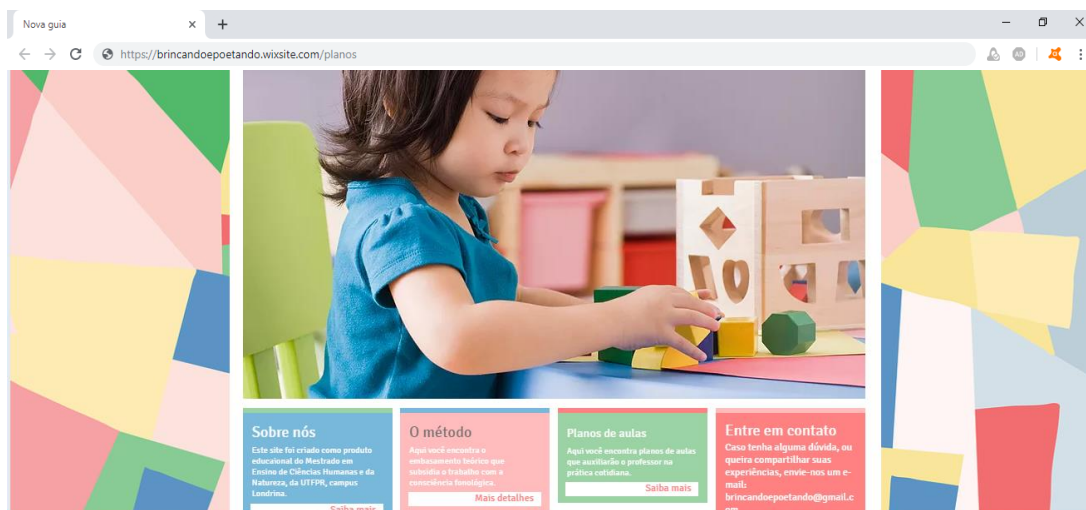 Nova guia
https://brincandoepoetando.wixsite.com/planos
Sobre nós
Este site foi criado como produto
educaional do Mestrado em
Ensino de Ciências Humanas e da
Natureza, da UTFPR, campus
Londrina.
Saiba mais
O método
Aqui você encontra o
embasamento teórico que
subsidia o trabalho com a
consciência fonológica.
Mais detalhes
Planos de aulas
Aqui você encontra planos de aulas
que auxiliarão o professor na
prática cotidiana.
Saiba mais
Entre em contato
Caso tenha alguma dúvida, ou
queira compartilhar suas
experiências, envie-nos um e-
mail:
brincandoepoetando@gmail.c
om